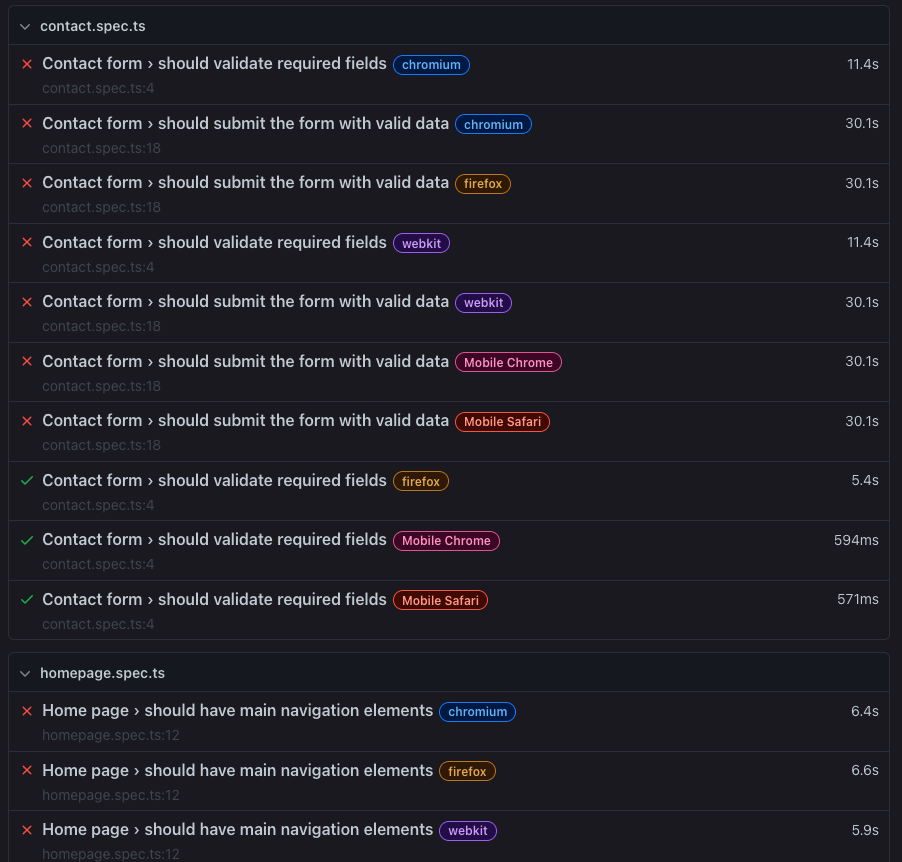 contact.spec.ts
Contact form › should validate required fields chromium 11.4s
contact.spec.ts:4
Contact form › should submit the form with valid data chromium 30.1s
contact.spec.ts:18
Contact form › should submit the form with valid data firefox 30.1s
contact.spec.ts:18
Contact form › should validate required fields webkit 11.4s
contact.spec.ts:4
Contact form › should submit the form with valid data webkit 30.1s
contact.spec.ts:18
Contact form › should submit the form with valid data Mobile Chrome 30.1s
contact.spec.ts:18
Contact form › should submit the form with valid data Mobile Safari 30.1s
contact.spec.ts:18
Contact form › should validate required fields firefox 5.4s
contact.spec.ts:4
Contact form › should validate required fields Mobile Chrome 594ms
contact.spec.ts:4
Contact form › should validate required fields Mobile Safari 571ms
contact.spec.ts:4
homepage.spec.ts
Home page › should have main navigation elements chromium 6.4s
homepage.spec.ts:12
Home page › should have main navigation elements firefox 6.6s
homepage.spec.ts:12
Home page › should have main navigation elements webkit 5.9s
homepage.spec.ts:12